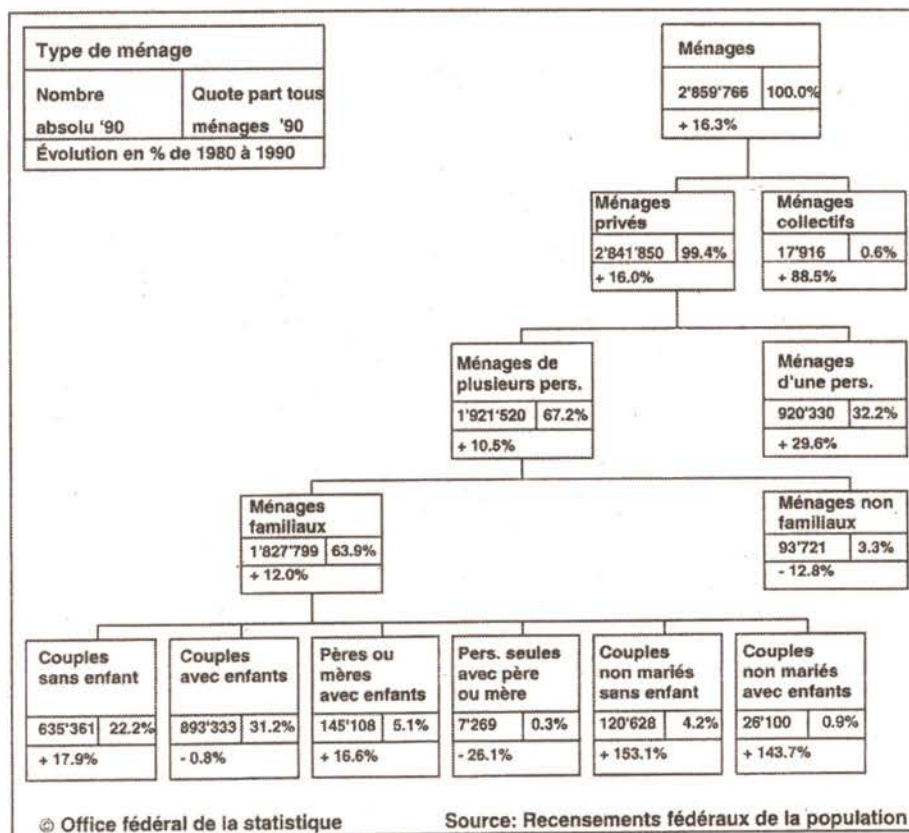 Type de ménage
Nombre
absolu '90
Quote part tous
ménages '90
Évolution en % de 1980 à 1990
Ménages
2'859'766 100.0%
+ 16.3%
Ménages
privés
2'841'850 99.4%
+ 16.0%
Ménages
collectifs
17'916 0.6%
+ 88.5%
Ménages de
plusieurs pers.
1'921'520 67.2%
+ 10.5%
Ménages
d'une pers.
920'330 32.2%
+ 29.6%
Ménages
familiaux
1'827'799 63.9%
+ 12.0%
Ménages non
familiaux
93'721 3.3%
- 12.8%
Couples
sans enfant
635'361 22.2%
+ 17.9%
Couples
avec enfants
893'333 31.2%
- 0.8%
Pères ou
mères
avec enfants
145'108 5.1%
+ 16.6%
Pers. seules
avec père
ou mère
7'269 0.3%
- 26.1%
Couples
non mariés
sans enfant
120'628 4.2%
+ 153.1%
Couples
non mariés
avec enfants
26'100 0.9%
+ 143.7%
© Office fédéral de la statistique
Source: Recensements fédéraux de la population